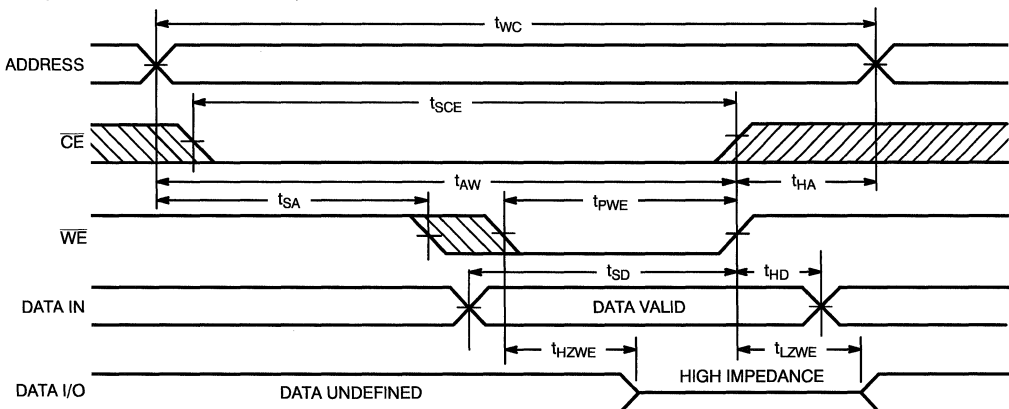 tWC
ADDRESS
tSCE
CE
tAW
tHA
tSA
tPWE
WE
tSD
tHD
DATA IN
DATA VALID
tHZWE
tLZWE
HIGH IMPEDANCE
DATA I/O
DATA UNDEFINED